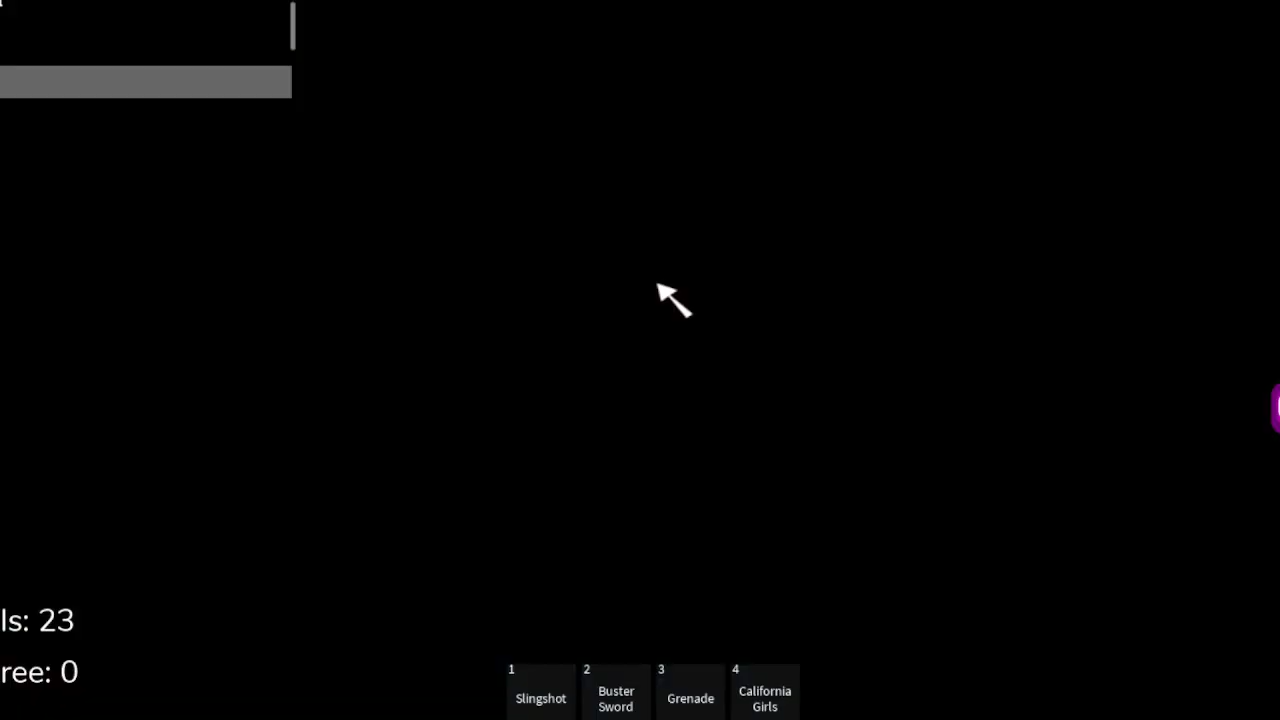 ls: 23
ree: 0
1
Slingshot
2
Buster
Sword
3
Grenade
4
California
Girls